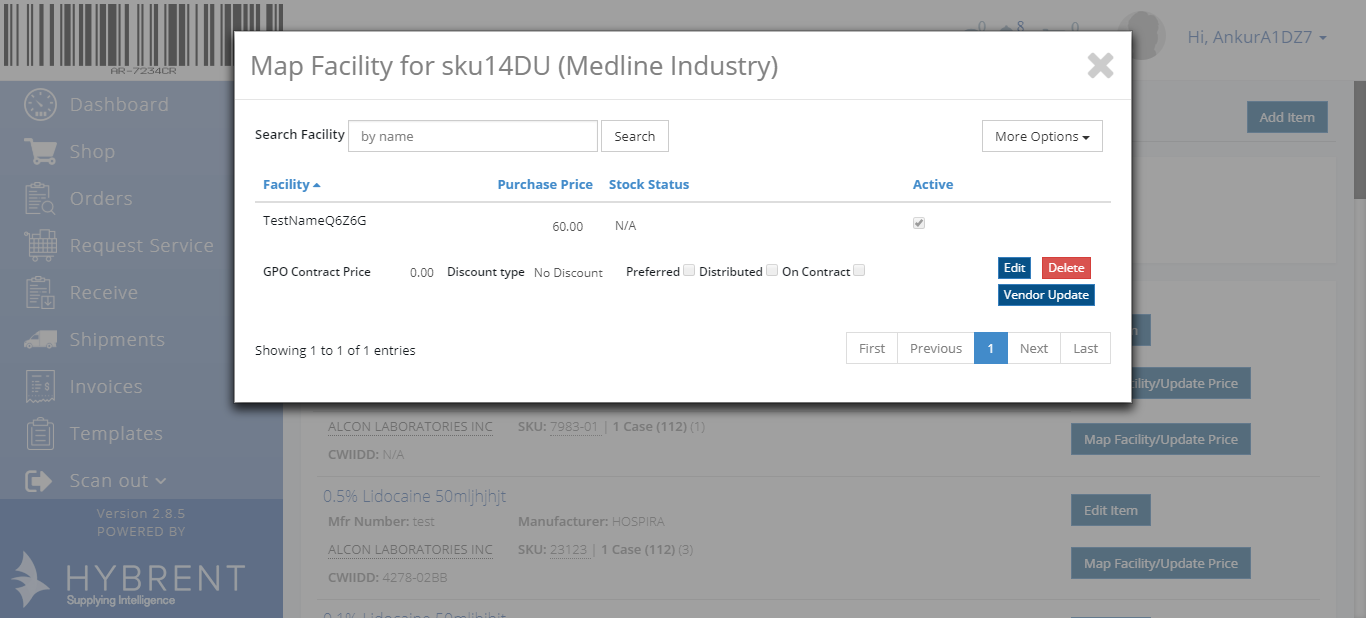 AR-7234CR
0 8 0
Hi, AnkurA1DZ7
Dashboard
Shop
Orders
Request Service
Receive
Shipments
Invoices
Templates
Scan out
Version 2.8.5
POWERED BY
HYBRENT
Supplying Intelligence
Add Item
Map Facility for sku14DU (Medline Industry)
Search Facility by name Search More Options
Facility Purchase Price Stock Status Active
TestNameQ6Z6G 60.00 N/A
GPO Contract Price 0.00 Discount type No Discount Preferred Distributed On Contract Edit Delete
Vendor Update
Showing 1 to 1 of 1 entries First Previous 1 Next Last
ility/Update Price
ALCON LABORATORIES INC SKU: 7983-01 | 1 Case (112) (1)
Map Facility/Update Price
CWIIDD: N/A
0.5% Lidocaine 50mljhjhjt
Edit Item
Mfr Number: test Manufacturer: HOSPIRA
ALCON LABORATORIES INC SKU: 23123 | 1 Case (112) (3)
Map Facility/Update Price
CWIIDD: 4278-02BB
0.1% Lidocaine 50mljhjhjt